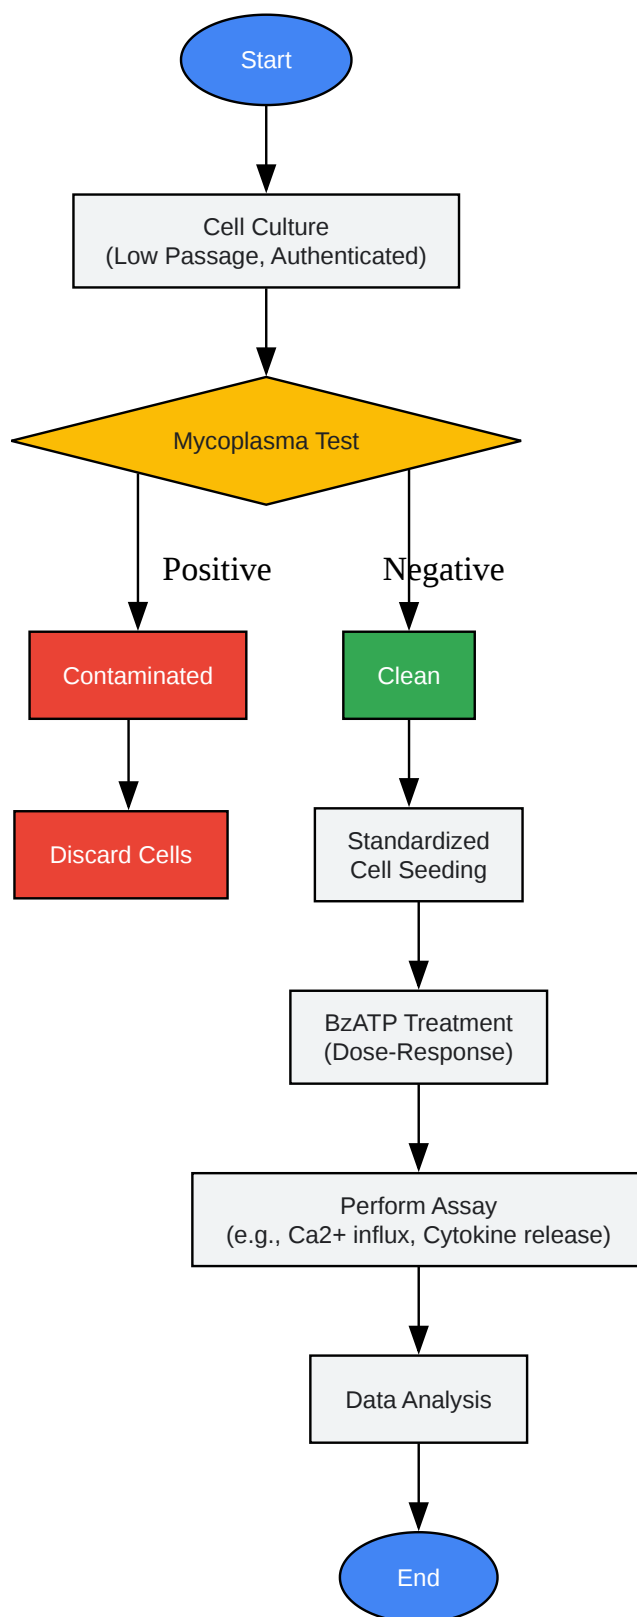 Start
Cell Culture
(Low Passage, Authenticated)
Mycoplasma Test
Positive
Negative
Contaminated
Clean
Discard Cells
Standardized
Cell Seeding
BzATP Treatment
(Dose-Response)
Perform Assay
(e.g., Ca2+ influx, Cytokine release)
Data Analysis
End